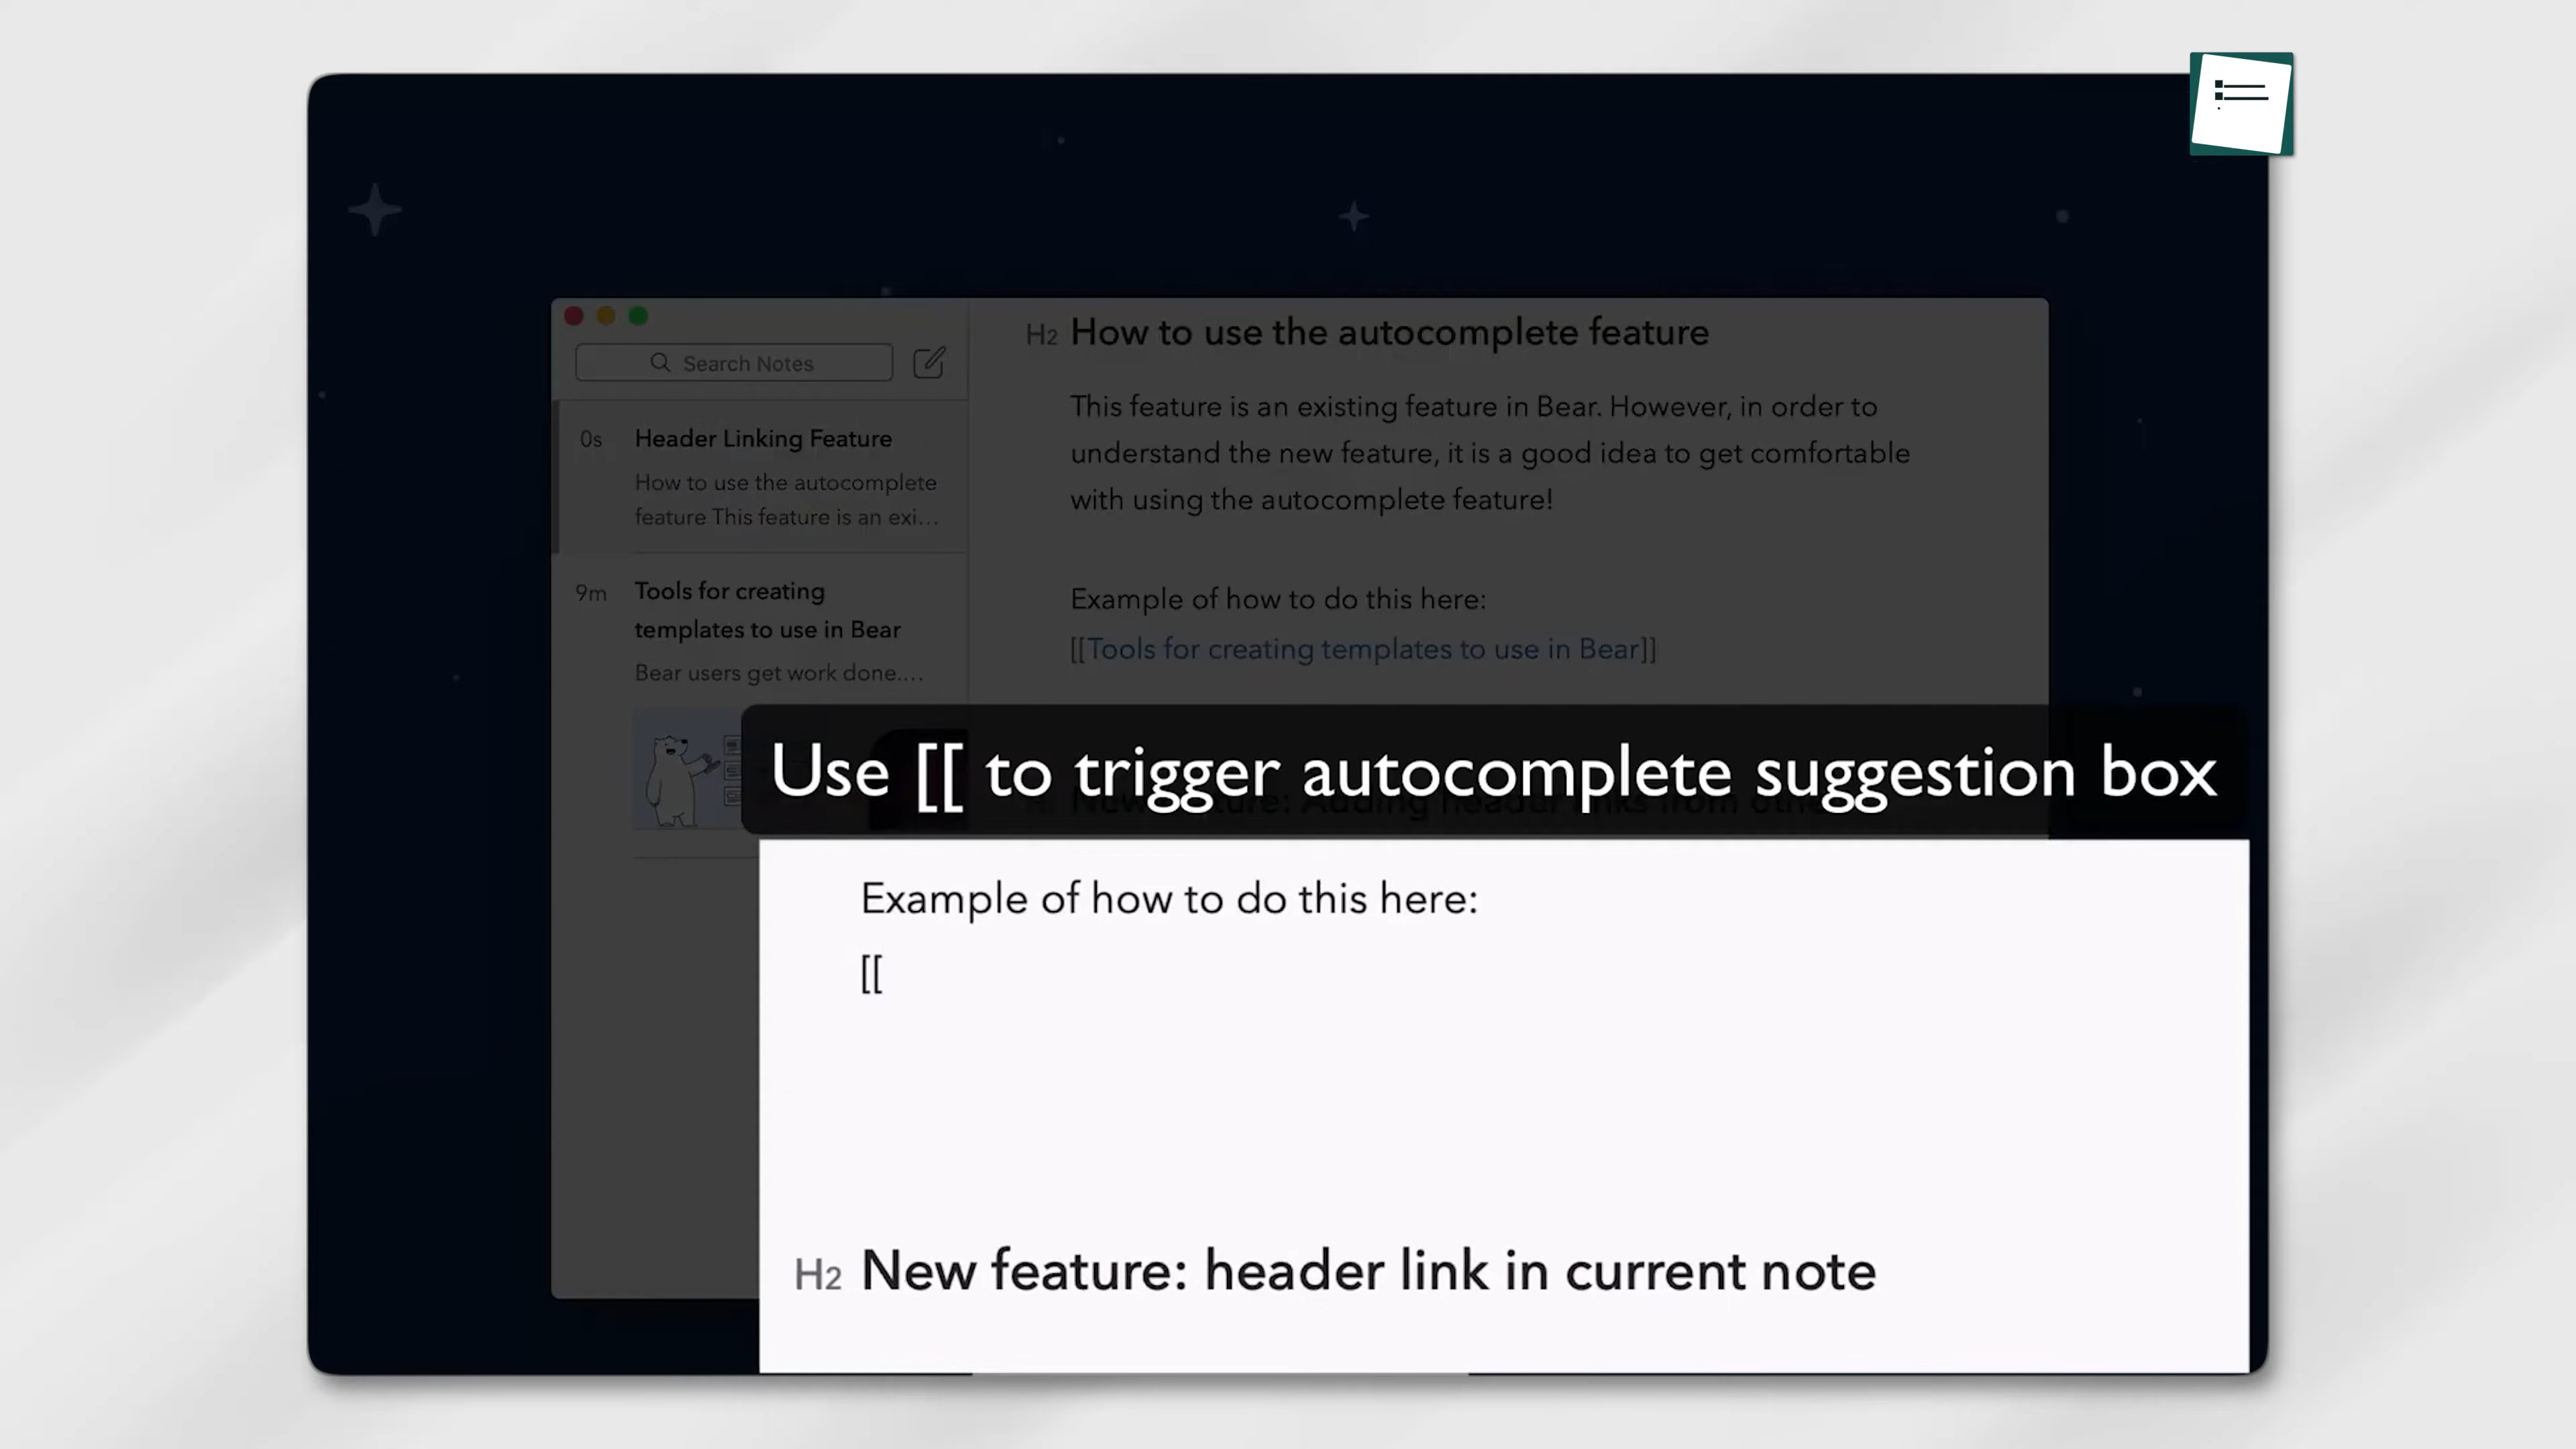 Search Notes
0s Header Linking Feature
How to use the autocomplete
feature This feature is an exi...
9m Tools for creating
templates to use in Bear
Bear users get work done....
H2 How to use the autocomplete feature
This feature is an existing feature in Bear. However, in order to
understand the new feature, it is a good idea to get comfortable
with using the autocomplete feature!
Example of how to do this here:
[[Tools for creating templates to use in Bear]]
Use [[ to trigger autocomplete suggestion box
Example of how to do this here:
[[
H2 New feature: header link in current note